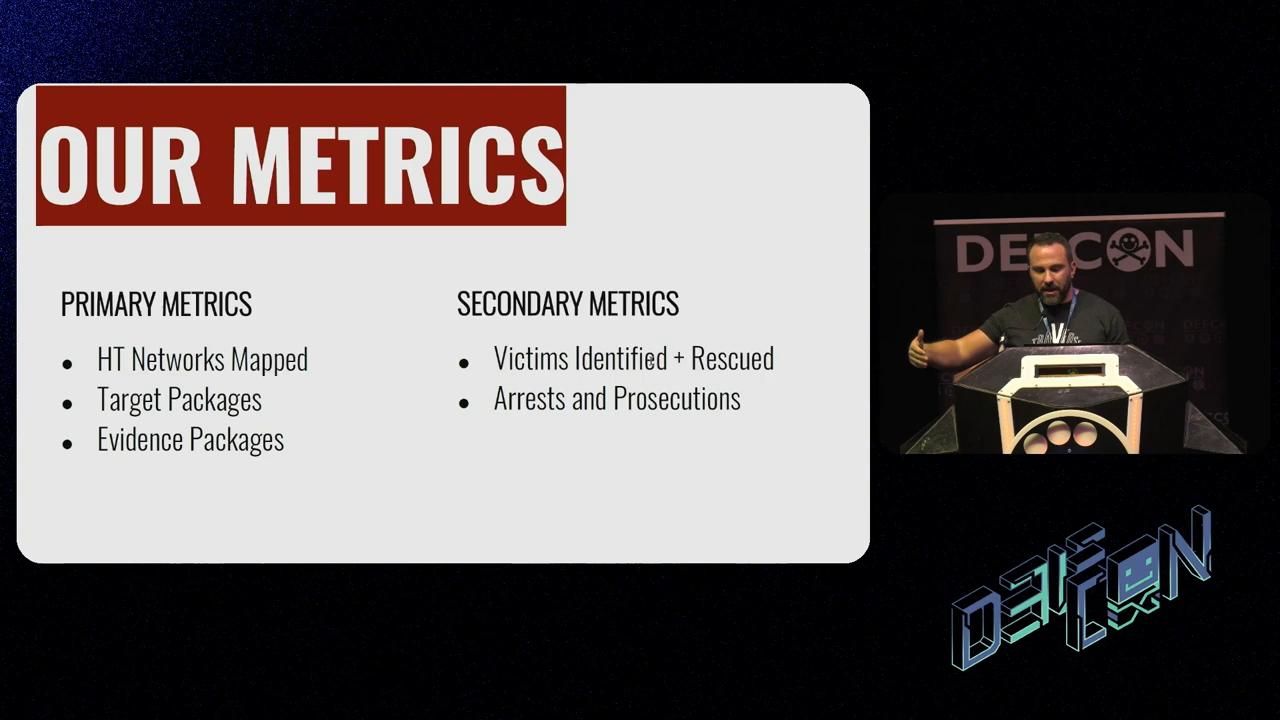 OUR METRICS
PRIMARY METRICS
• HT Networks Mapped
• Target Packages
• Evidence Packages
SECONDARY METRICS
• Victims Identified + Rescued
• Arrests and Prosecutions
DEFCON
DEFCON